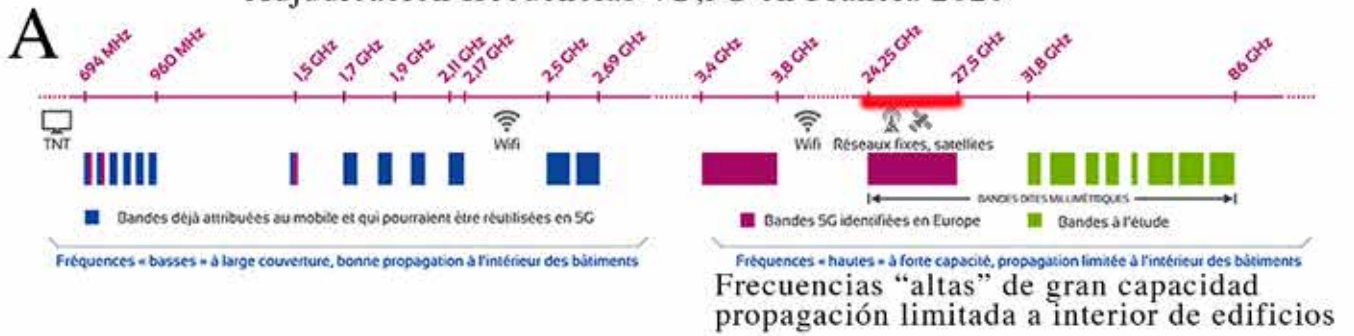 A
694 MHz 960 MHz 1,5 GHz 1,7 GHz 1,9 GHz 2,11 GHz 2,17 GHz 2,5 GHz 2,69 GHz 3,4 GHz 3,8 GHz 24,25 GHz 27,5 GHz 31,8 GHz 86 GHz
TNT Wifi Wifi Réseaux fixes, satellites
BANDES DITES MILLIMÉTRIQUES
Bandes déjà attribuées au mobile et qui pourraient être réutilisées en 5G Bandes 5G identifiées en Europe Bandes à l'étude
Fréquences « basses » à large couverture, bonne propagation à l'intérieur des bâtiments Fréquences « hautes » à forte capacité, propagation limitée à l'intérieur des bâtiments
Frecuencias “altas” de gran capacidad
propagación limitada a interior de edificios